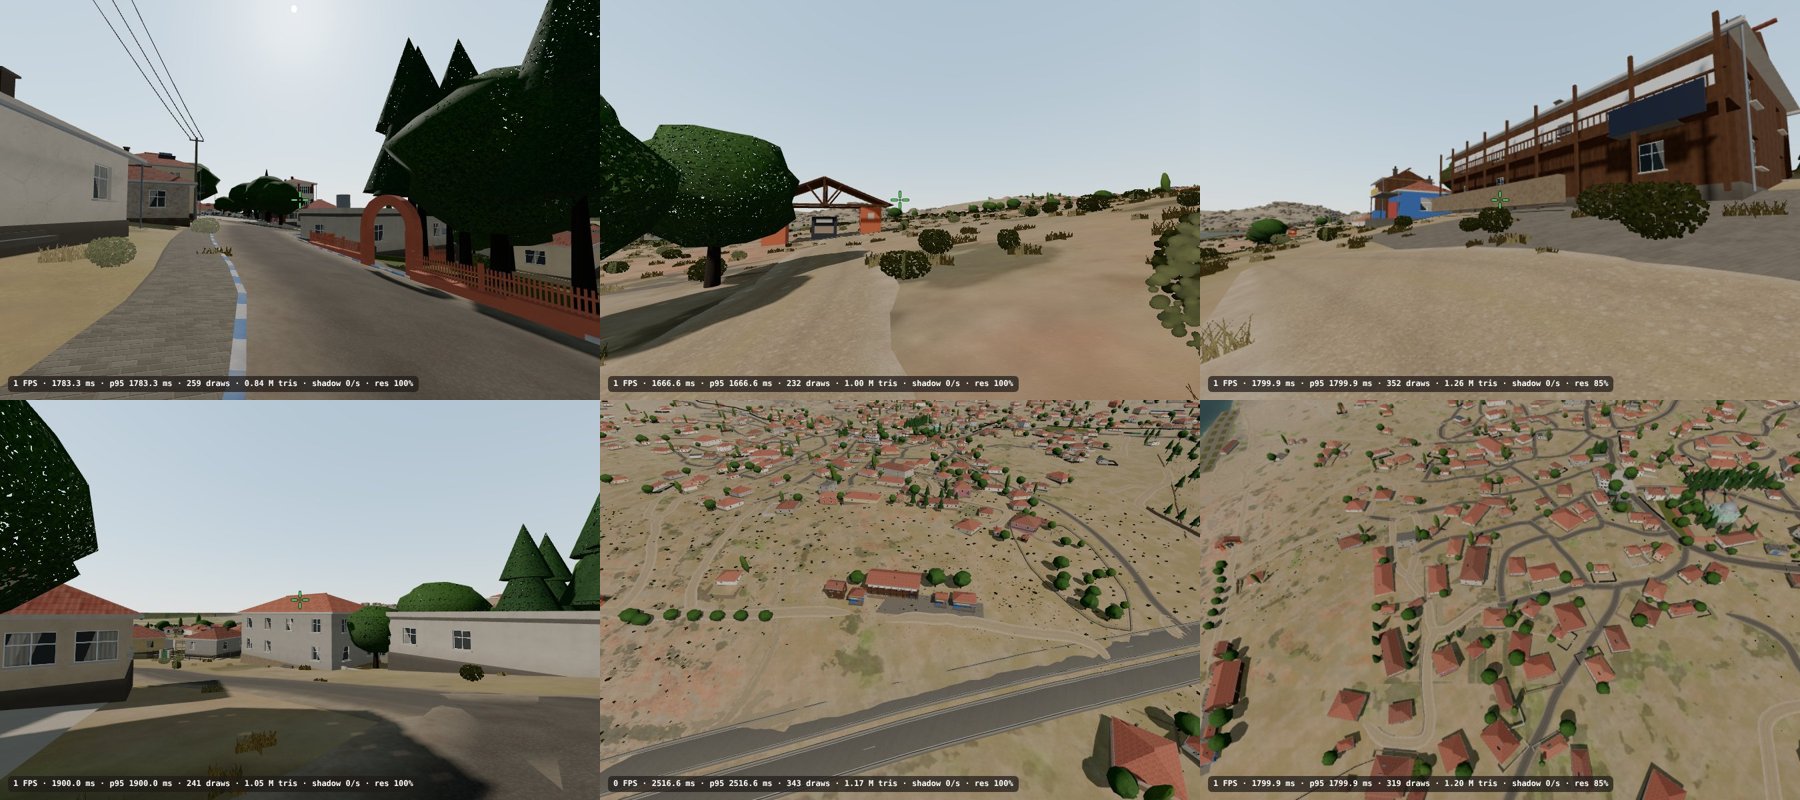 1 FPS · 1783.3 ms · p95 1783.3 ms · 259 draws · 0.84 M tris · shadow 0/s · res 100%
1 FPS · 1666.6 ms · p95 1666.6 ms · 232 draws · 1.00 M tris · shadow 0/s · res 100%
1 FPS · 1799.9 ms · p95 1799.9 ms · 352 draws · 1.26 M tris · shadow 0/s · res 85%
1 FPS · 1900.0 ms · p95 1900.0 ms · 241 draws · 1.05 M tris · shadow 0/s · res 100%
0 FPS · 2516.6 ms · p95 2516.6 ms · 343 draws · 1.17 M tris · shadow 0/s · res 100%
1 FPS · 1799.9 ms · p95 1799.9 ms · 319 draws · 1.20 M tris · shadow 0/s · res 85%